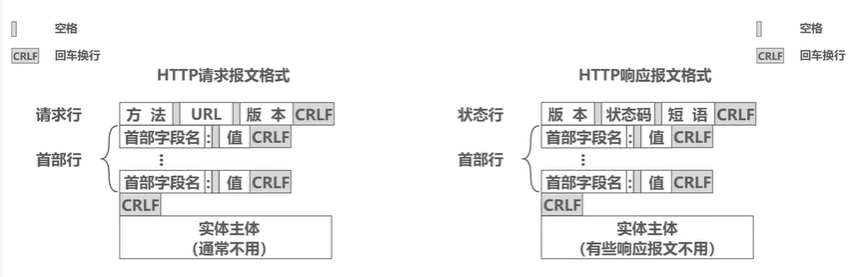 空格
CRLF 回车换行
HTTP请求报文格式
请求行 方 法 URL 版 本 CRLF
首部行
首部字段名 : 值 CRLF
⋮
首部字段名 : 值 CRLF
CRLF
实体主体
(通常不用)
空格
CRLF 回车换行
HTTP响应报文格式
状态行 版 本 状态码 短 语 CRLF
首部行
首部字段名 : 值 CRLF
⋮
首部字段名 : 值 CRLF
CRLF
实体主体
(有些响应报文不用)